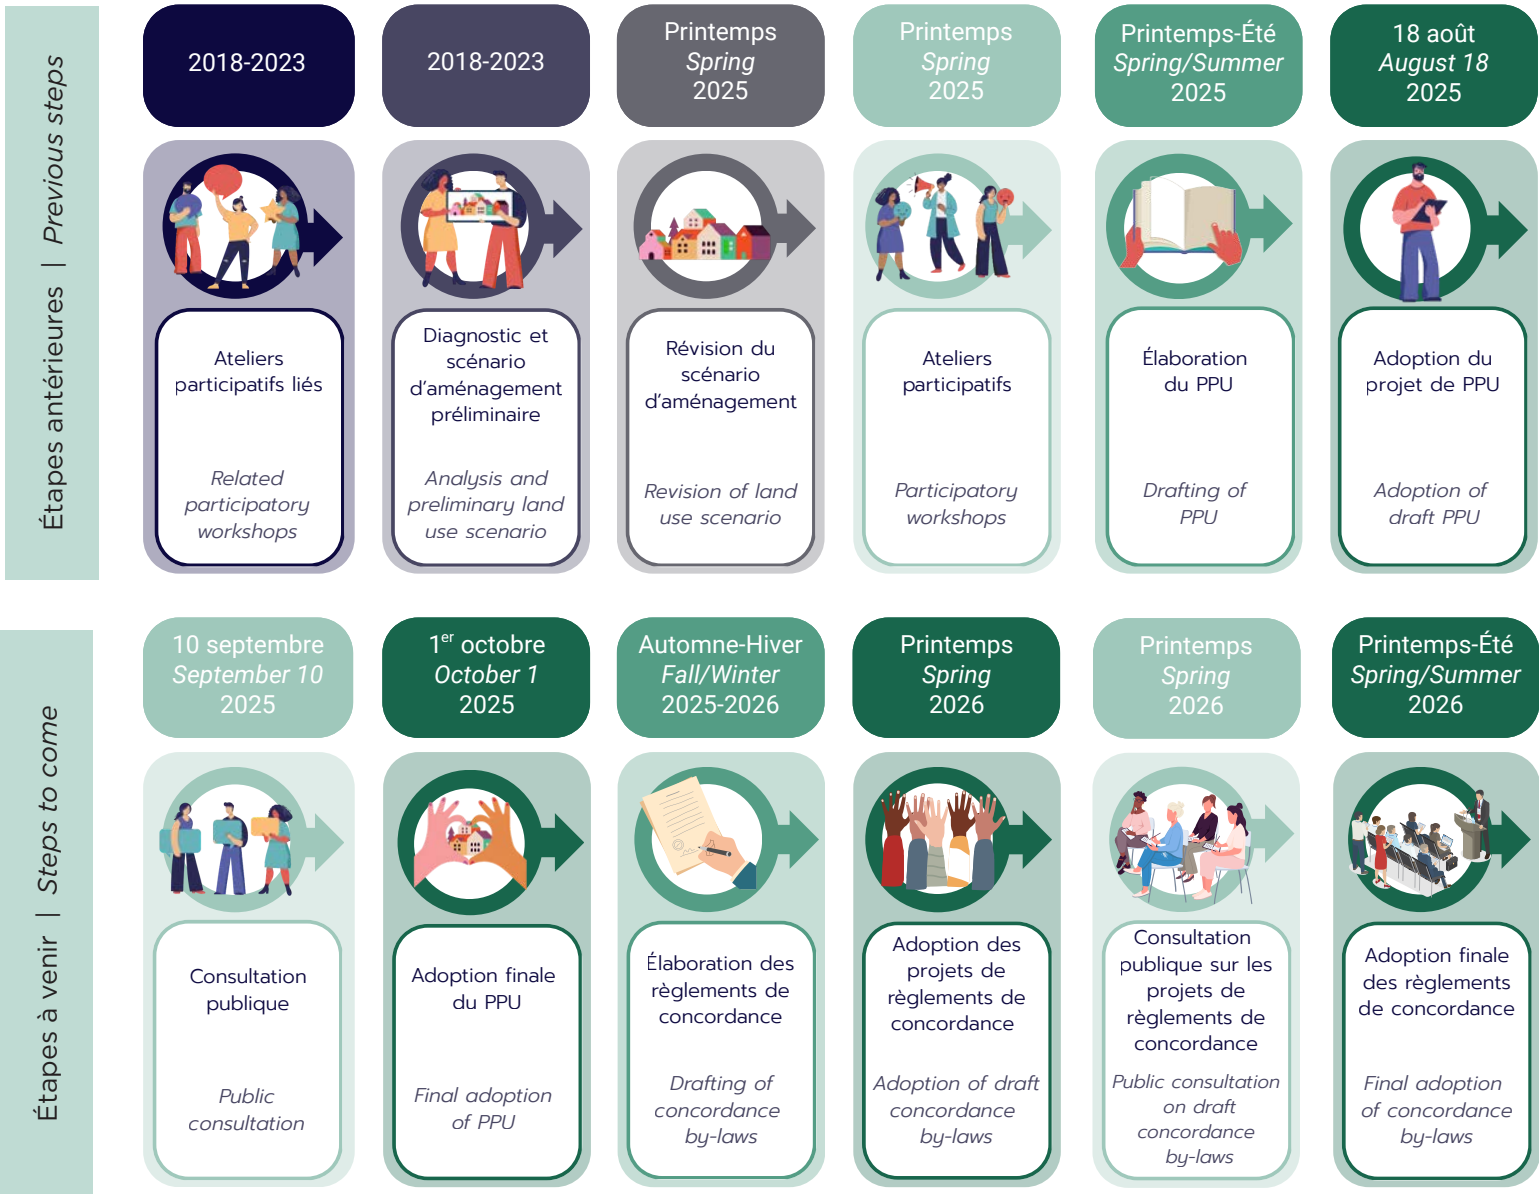 Étapes antérieures | Previous steps
2018-2023
Ateliers
participatifs liés
Related
participatory
workshops
2018-2023
Diagnostic et
scénario
d’aménagement
préliminaire
Analysis and
preliminary land
use scenario
Printemps
Spring
2025
Révision du
scénario
d’aménagement
Revision of land
use scenario
Printemps
Spring
2025
Ateliers
participatifs
Participatory
workshops
Printemps-Été
Spring/Summer
2025
Élaboration
du PPU
Drafting of
PPU
18 août
August 18
2025
Adoption du
projet de PPU
Adoption of
draft PPU
Étapes à venir | Steps to come
10 septembre
September 10
2025
Consultation
publique
Public
consultation
1er octobre
October 1
2025
Adoption finale
du PPU
Final adoption
of PPU
Automne-Hiver
Fall/Winter
2025-2026
Élaboration des
règlements de
concordance
Drafting of
concordance
by-laws
Printemps
Spring
2026
Adoption des
projets de
règlements de
concordance
Adoption of draft
concordance
by-laws
Printemps
Spring
2026
Consultation
publique sur les
projets de
règlements de
concordance
Public consultation
on draft
concordance
by-laws
Printemps-Été
Spring/Summer
2026
Adoption finale
des règlements
de concordance
Final adoption
of concordance
by-laws